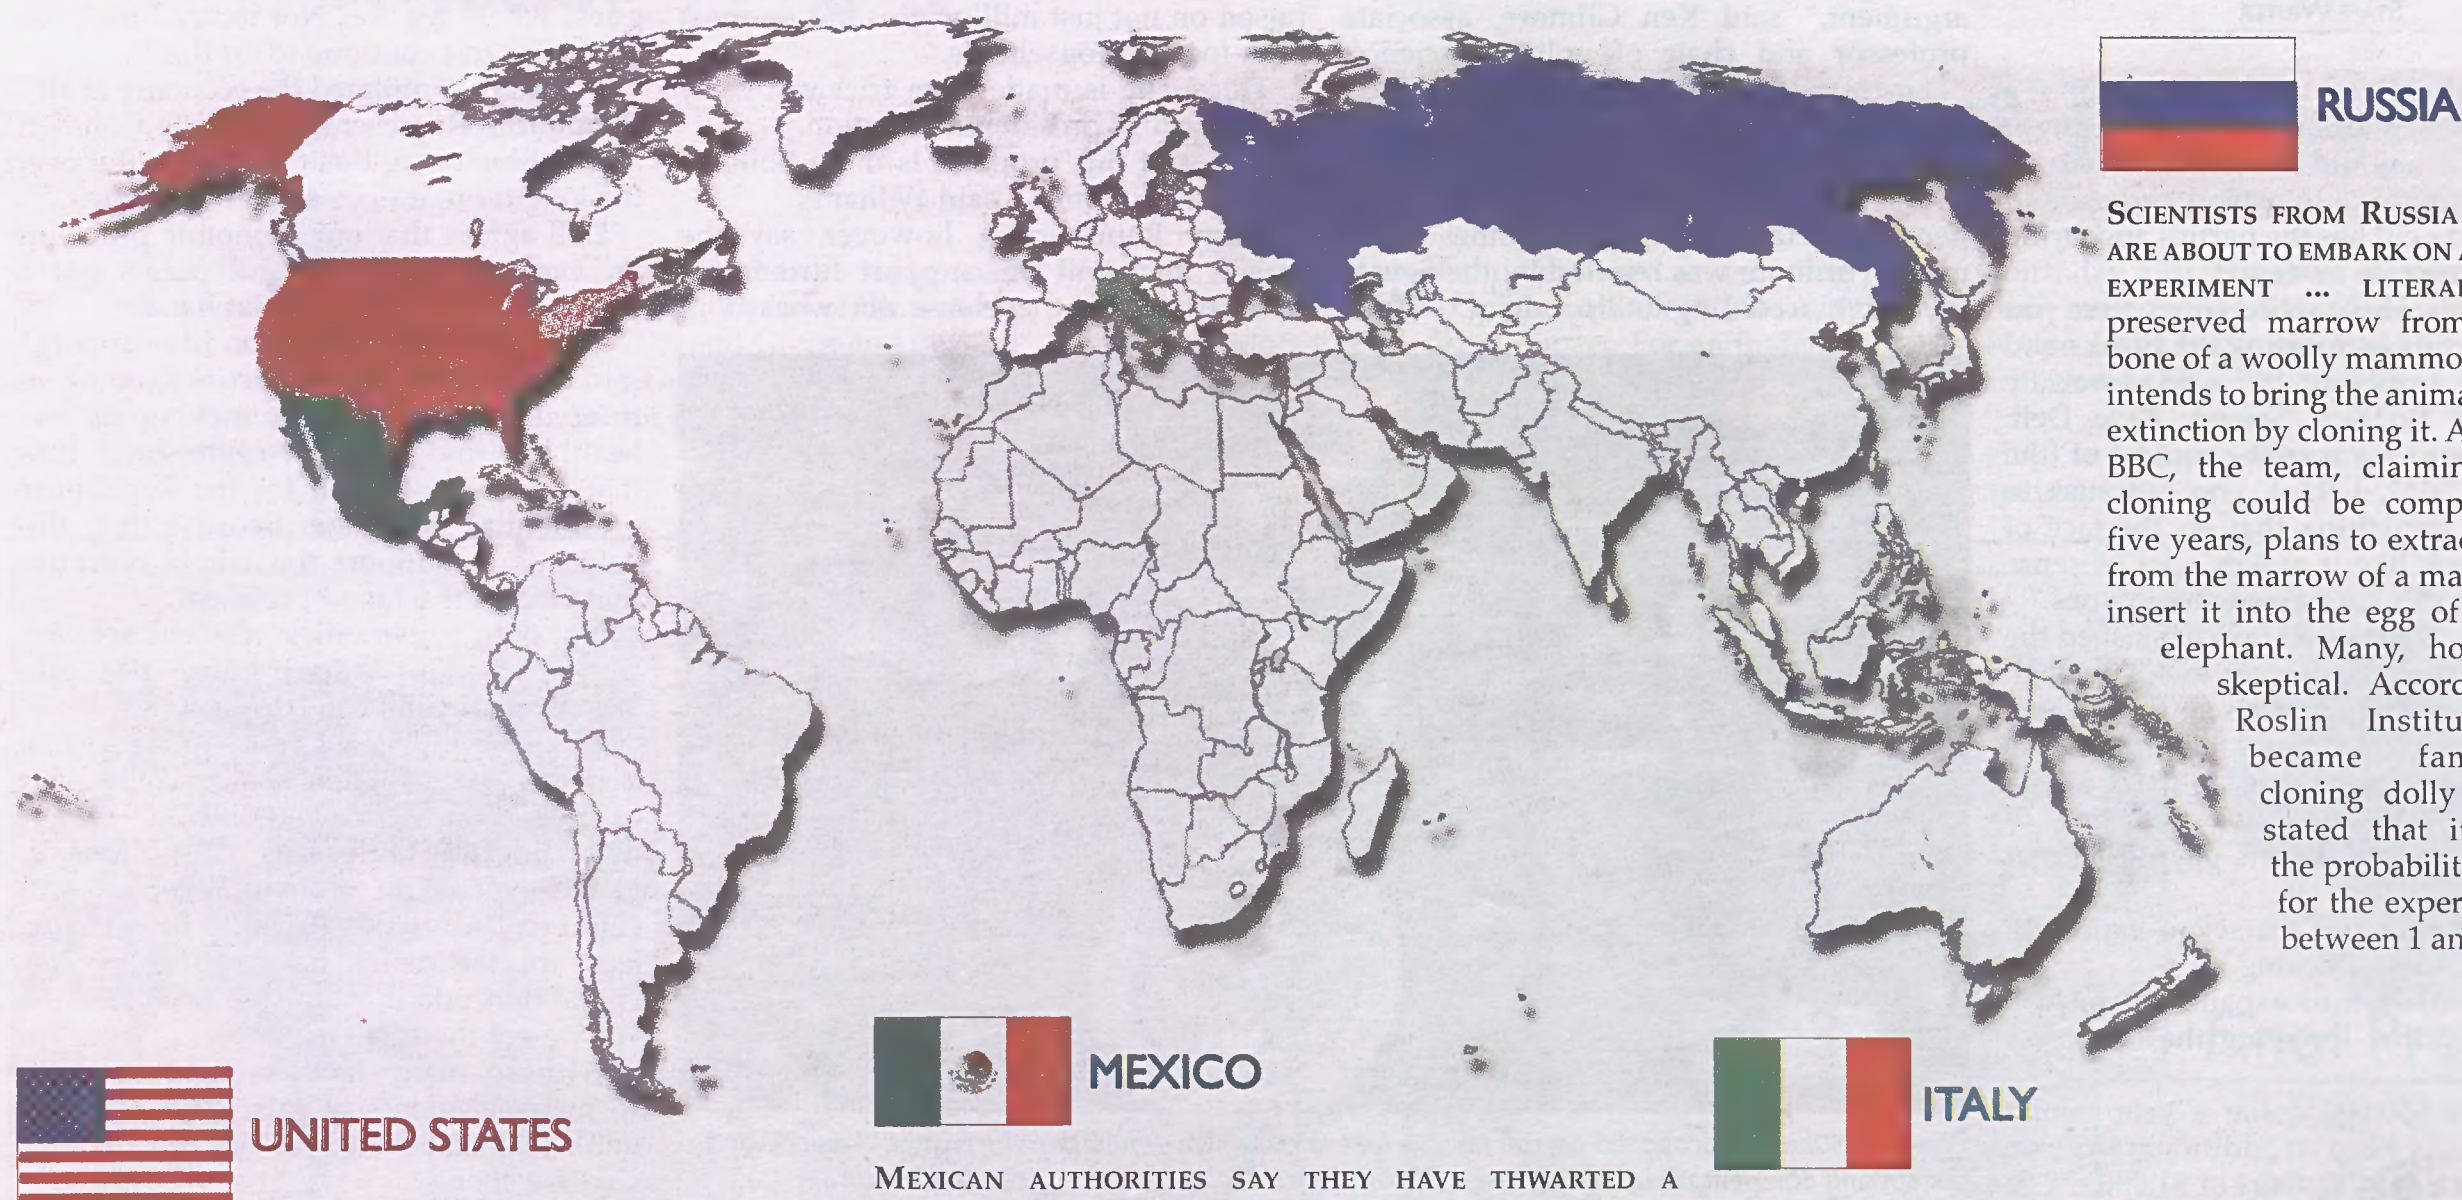 RUSSIA
SCIENTISTS FROM RUSSIA
ARE ABOUT TO EMBARK ON A
EXPERIMENT ... LITERAL
preserved marrow from
bone of a woolly mammo
intends to bring the anima
extinction by cloning it. A
BBC, the team, claimin
cloning could be comp
five years, plans to extrac
from the marrow of a ma
insert it into the egg of
elephant. Many, ho
skeptical. Accor
Roslin Institu
became fam
cloning dolly
stated that i
the probabilit
for the exper
between 1 an
MEXICO
ITALY
UNITED STATES
MEXICAN AUTHORITIES SAY THEY HAVE THWARTED A